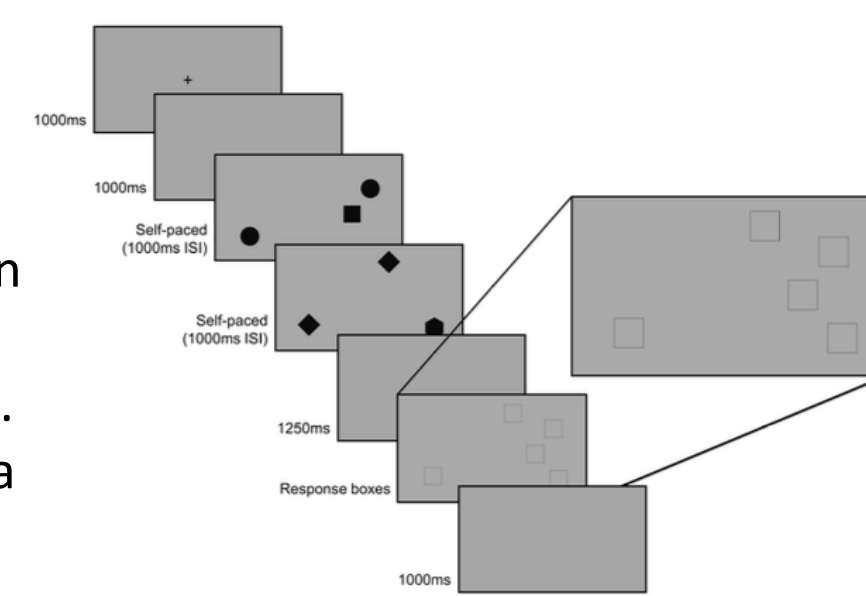 1000ms
1000ms
Self-paced
(1000ms ISI)
n
Self-paced
(1000ms ISI)
.
1250ms
a
Response boxes
1000ms